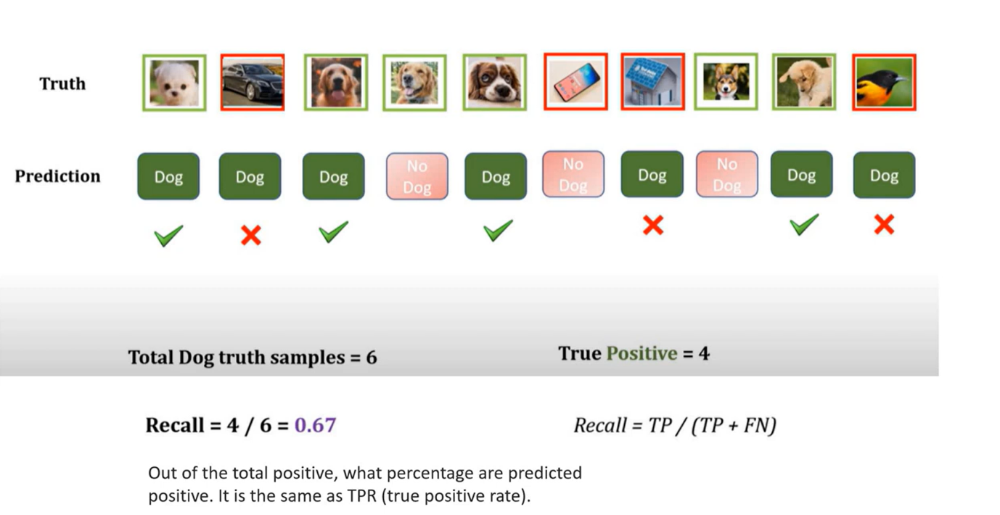 Truth
Prediction
Dog
Dog
Dog
No
Dog
Dog
No
Dog
Dog
No
Dog
Dog
Dog
Total Dog truth samples = 6
True Positive = 4
Recall = 4 / 6 = 0.67
Recall = TP / (TP + FN)
Out of the total positive, what percentage are predicted
positive. It is the same as TPR (true positive rate).